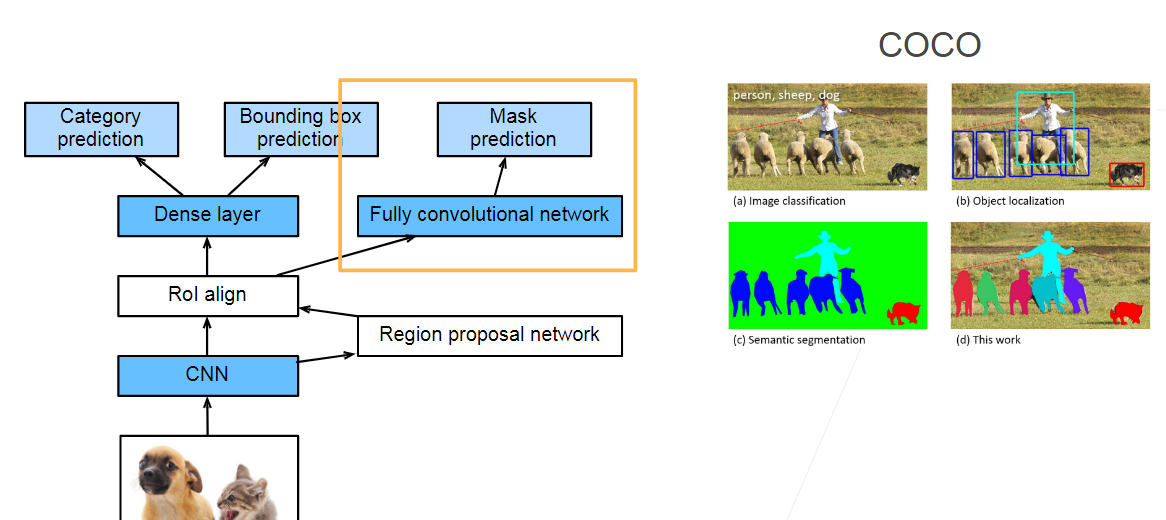 COCO
Category
prediction
Bounding box
prediction
Mask
prediction
Dense layer
Fully convolutional network
RoI align
Region proposal network
CNN
person, sheep, dog
(a) Image classification
(b) Object localization
(c) Semantic segmentation
(d) This work